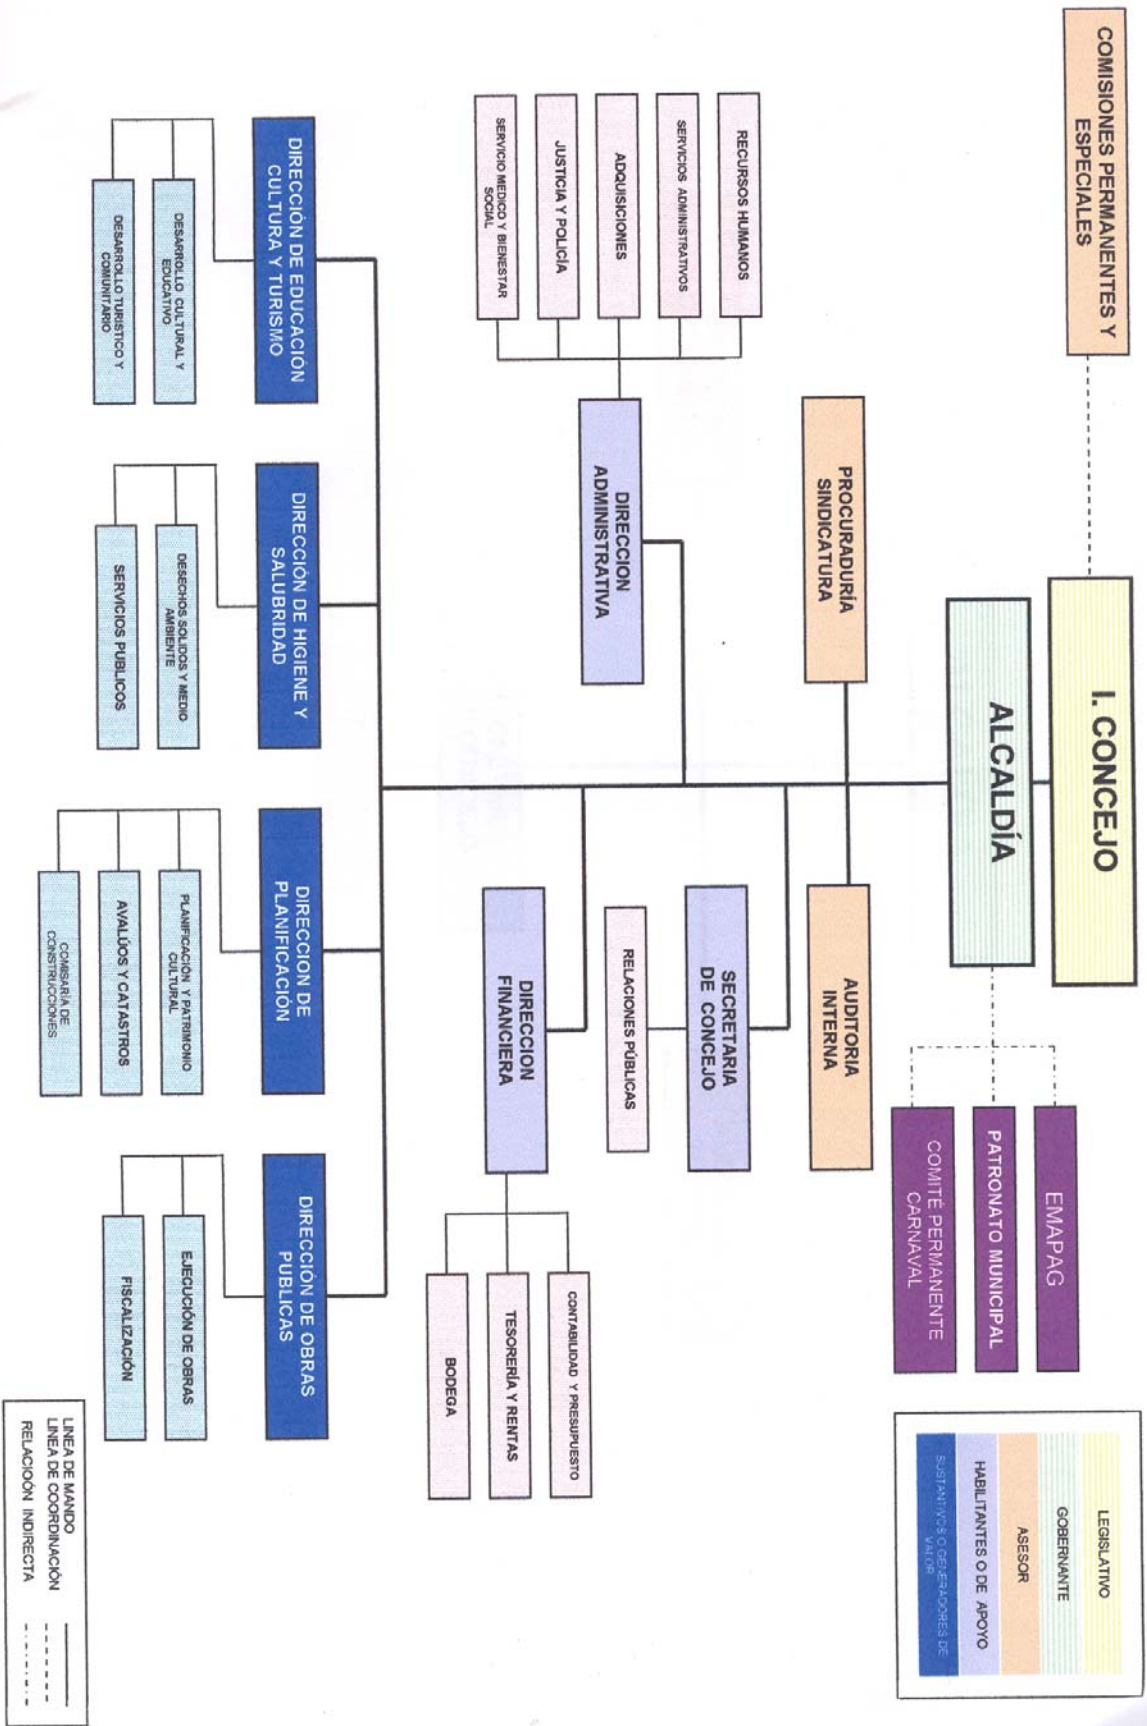 COMISIONES PERMANENTES Y
ESPECIALES
I. CONCEJO
ALCALDÍA
EMAPAG
PATRONATO MUNICIPAL
COMITÉ PERMANENTE
CARNAVAL
LEGISLATIVO
GOBERNANTE
ASESOR
HABILITANTES O DE APOYO
SUSTANTIVOS O GENERADORES DE
VALOR
PROCURADURÍA
SINDICATURA
AUDITORIA
INTERNA
SECRETARIA
DE CONCEJO
RELACIONES PÚBLICAS
DIRECCION
ADMINISTRATIVA
RECURSOS HUMANOS
SERVICIOS ADMINISTRATIVOS
ADQUISICIONES
JUSTICIA Y POLICÍA
SERVICIO MEDICO Y BIENESTAR
SOCIAL
DIRECCION
FINANCIERA
CONTABILIDAD Y PRESUPUESTO
TESORERÍA Y RENTAS
BODEGA
DIRECCIÓN DE EDUCACIÓN
CULTURA Y TURISMO
DESARROLLO CULTURAL Y
EDUCATIVO
DESARROLLO TURISTICO Y
COMUNITARIO
DIRECCIÓN DE HIGIENE Y
SALUBRIDAD
DESECHOS SOLIDOS Y MEDIO
AMBIENTE
SERVICIOS PUBLICOS
DIRECCION DE
PLANIFICACIÓN
PLANIFICACIÓN Y PATRIMONIO
CULTURAL
AVALÚOS Y CATASTROS
COMISARÍA DE
CONSTRUCCIONES
DIRECCIÓN DE OBRAS
PUBLICAS
EJECUCIÓN DE OBRAS
FISCALIZACIÓN
LINEA DE MANDO
LINEA DE COORDINACIÓN
RELACIOÓN INDIRECTA